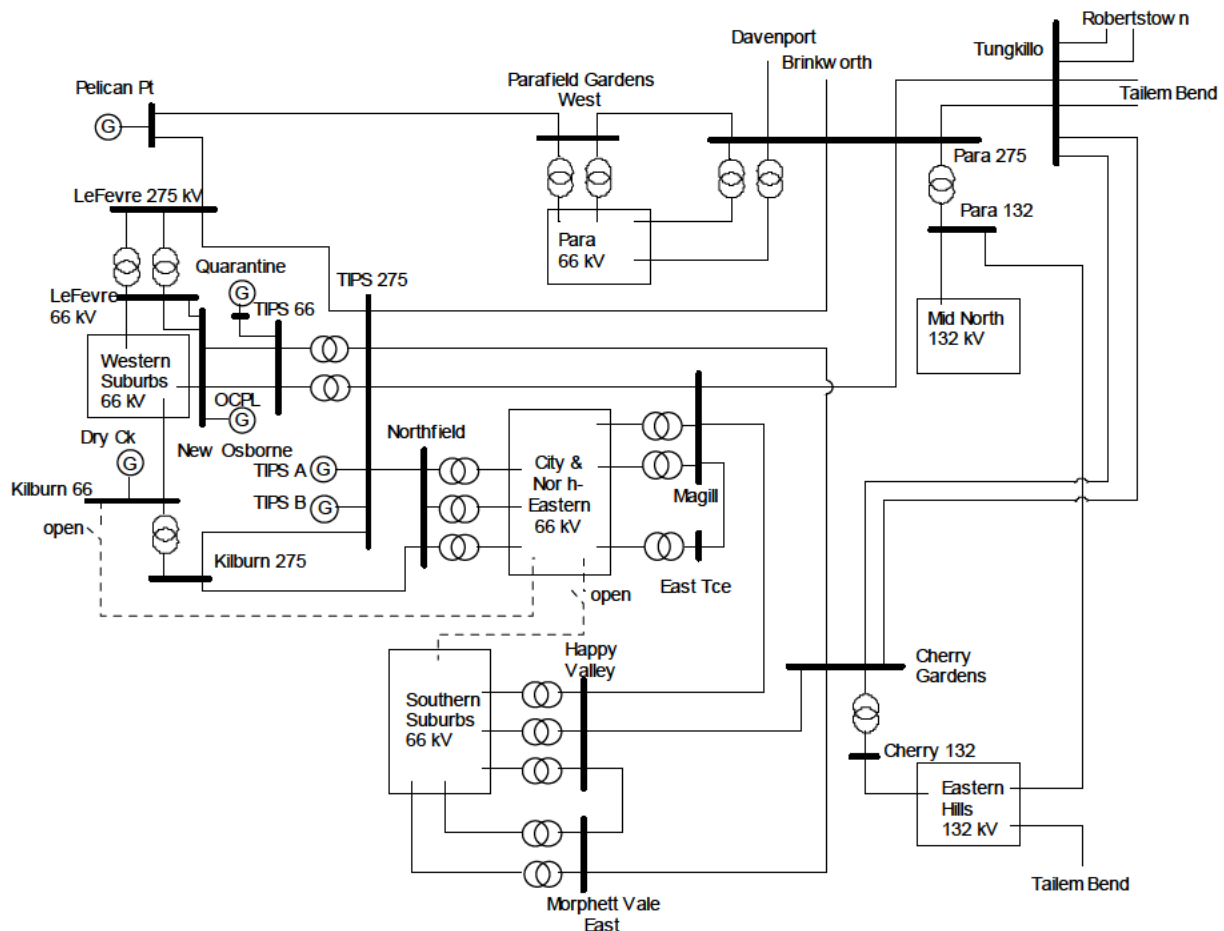 Robertstow n
Davenport
Tungkillo
Brinkw orth
Parafield Gardens
West
Pelican Pt
Tailem Bend
G
Para 275
LeFevre 275 kV
Para 132
Para
66 kV
Quarantine
TIPS 275
G
LeFevre
66 kV
TIPS 66
Mid North
132 kV
Western
Suburbs
66 kV
OCPL
G
New Osborne
Dry Ck
G
Northfield
TIPS A
G
City &
Nor h-
Eastern
66 kV
Magill
Kilburn 66
TIPS B
G
open
Kilburn 275
East Tce
open
Happy
Valley
Cherry
Gardens
Southern
Suburbs
66 kV
Cherry 132
Eastern
Hills
132 kV
Tailem Bend
Morphett Vale
East